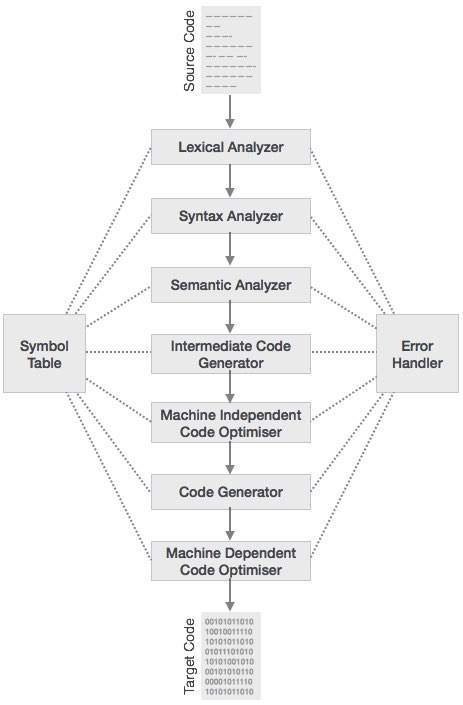 Source Code
Lexical Analyzer
Syntax Analyzer
Semantic Analyzer
Symbol
Table
Intermediate Code
Generator
Error
Handler
Machine Independent
Code Optimiser
Code Generator
Machine Dependent
Code Optimiser
Target Code
00101011010
10010011110
10101011010
01011101010
10101001010
00101010110
00001011110
10101011010